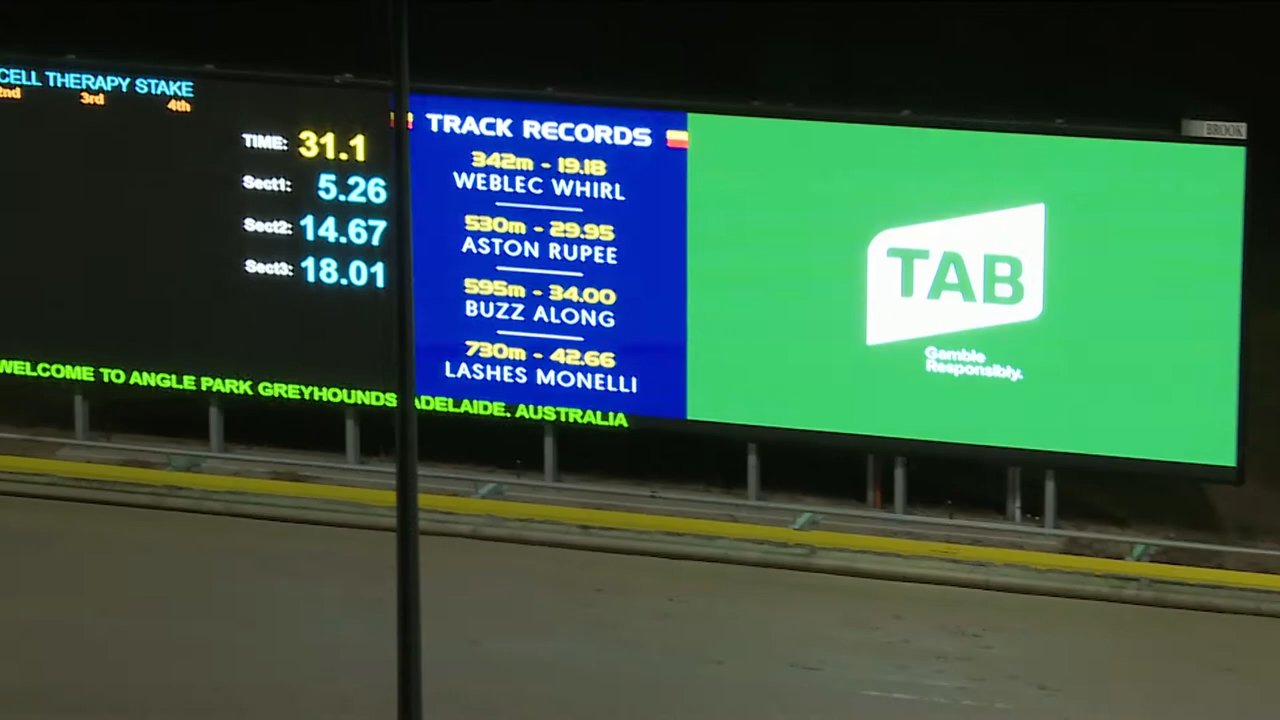 CELL THERAPY STAKE
2nd 3rd 4th
TIME: 31.1
Sect1: 5.26
Sect2: 14.67
Sect3: 18.01
TRACK RECORDS
342m - 19.18
WEBLEC WHIRL
530m - 29.95
ASTON RUPEE
595m - 34.00
BUZZ ALONG
730m - 42.66
LASHES MONELLI
WELCOME TO ANGLE PARK GREYHOUNDS ADELAIDE. AUSTRALIA
TAB
Gamble
Responsibly.
BROOK